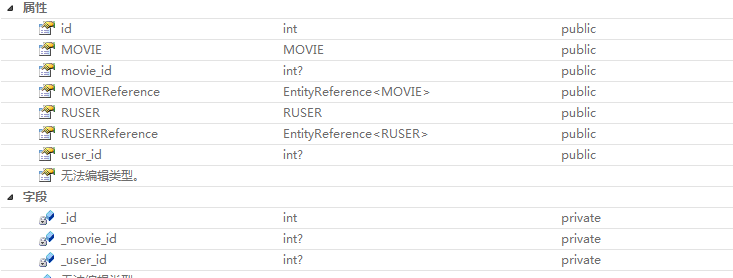 属性
id int public
MOVIE MOVIE public
movie_id int? public
MOVIEReference EntityReference<MOVIE> public
RUSER RUSER public
RUSERReference EntityReference<RUSER> public
user_id int? public
无法编辑类型。
字段
_id int private
_movie_id int? private
_user_id int? private